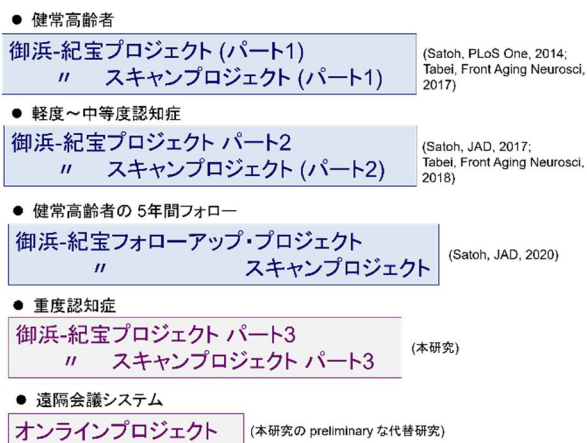 ● 健常高齢者
御浜-紀宝プロジェクト (パート1)
〃 スキャンプロジェクト (パート1)
(Satoh, PLoS One, 2014;
Tabei, Front Aging Neurosci,
2017)
● 軽度～中等度認知症
御浜-紀宝プロジェクト パート2
〃 スキャンプロジェクト (パート2)
(Satoh, JAD, 2017;
Tabei, Front Aging Neurosci,
2018)
● 健常高齢者の 5年間フォロー
御浜-紀宝フォローアップ・プロジェクト
〃 スキャンプロジェクト
(Satoh, JAD, 2020)
● 重度認知症
御浜-紀宝プロジェクト パート3
〃 スキャンプロジェクト パート3
(本研究)
● 遠隔会議システム
オンラインプロジェクト
(本研究の preliminary な代替研究)